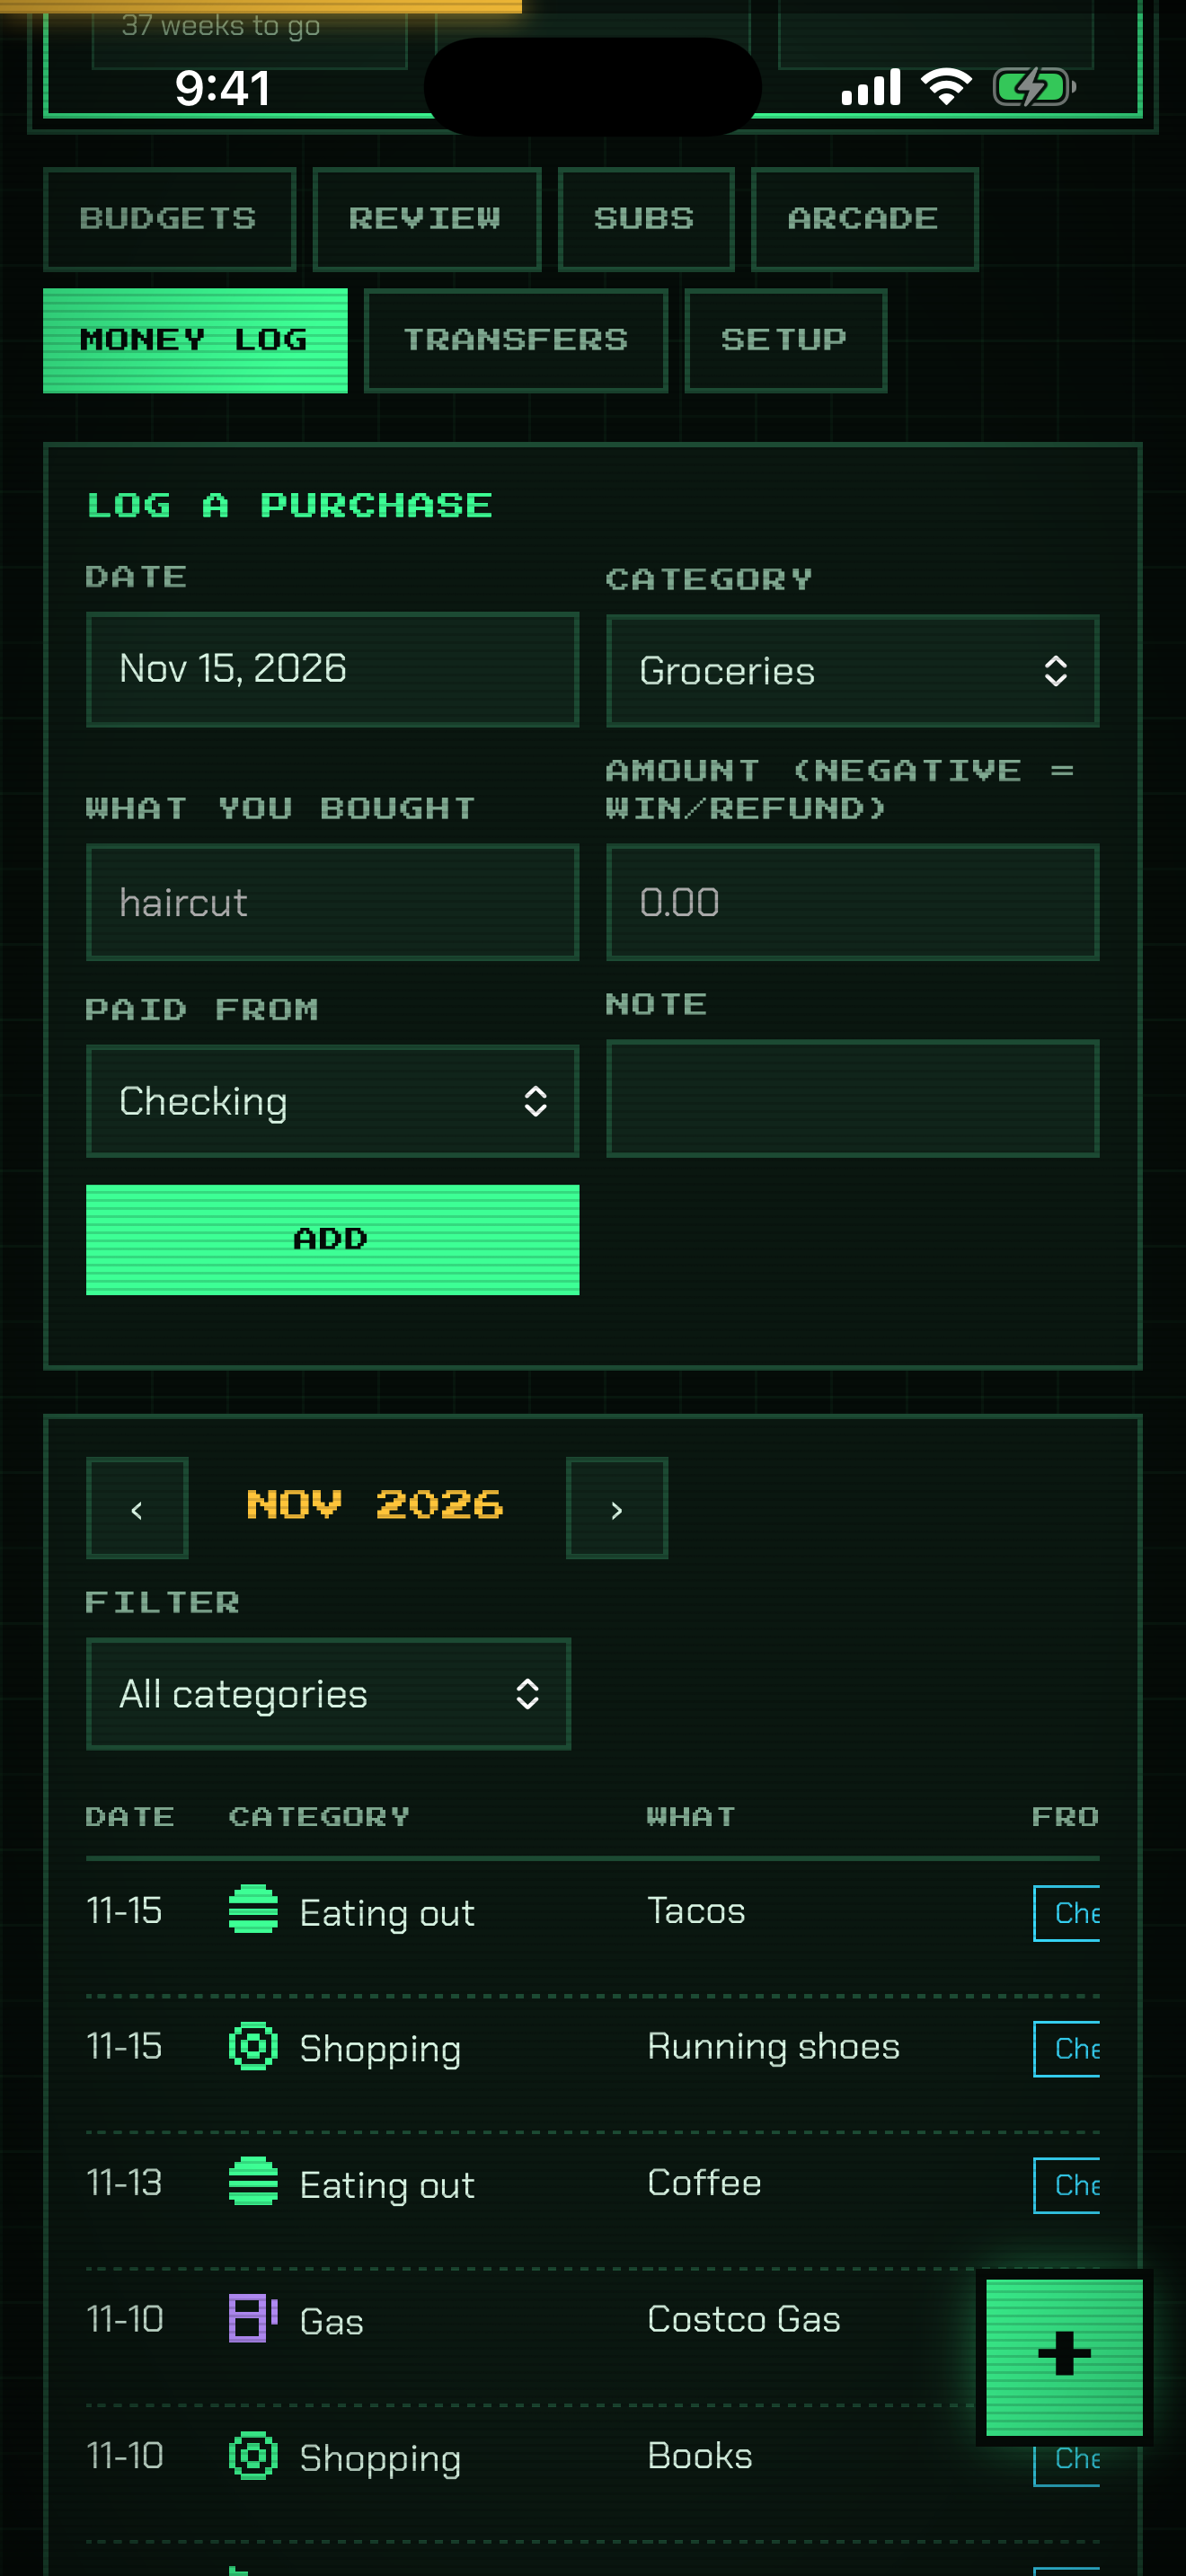 37 weeks to go
9:41
BUDGETS REVIEW SUBS ARCADE
MONEY LOG TRANSFERS SETUP
LOG A PURCHASE
DATE CATEGORY
Nov 15, 2026 Groceries
WHAT YOU BOUGHT AMOUNT (NEGATIVE =
WIN/REFUND)
haircut 0.00
PAID FROM NOTE
Checking
ADD
‹ NOV 2026 ›
FILTER
All categories
DATE CATEGORY WHAT FRO
11-15 Eating out Tacos Che
11-15 Shopping Running shoes Che
11-13 Eating out Coffee Che
11-10 Gas Costco Gas
+
11-10 Shopping Books Che